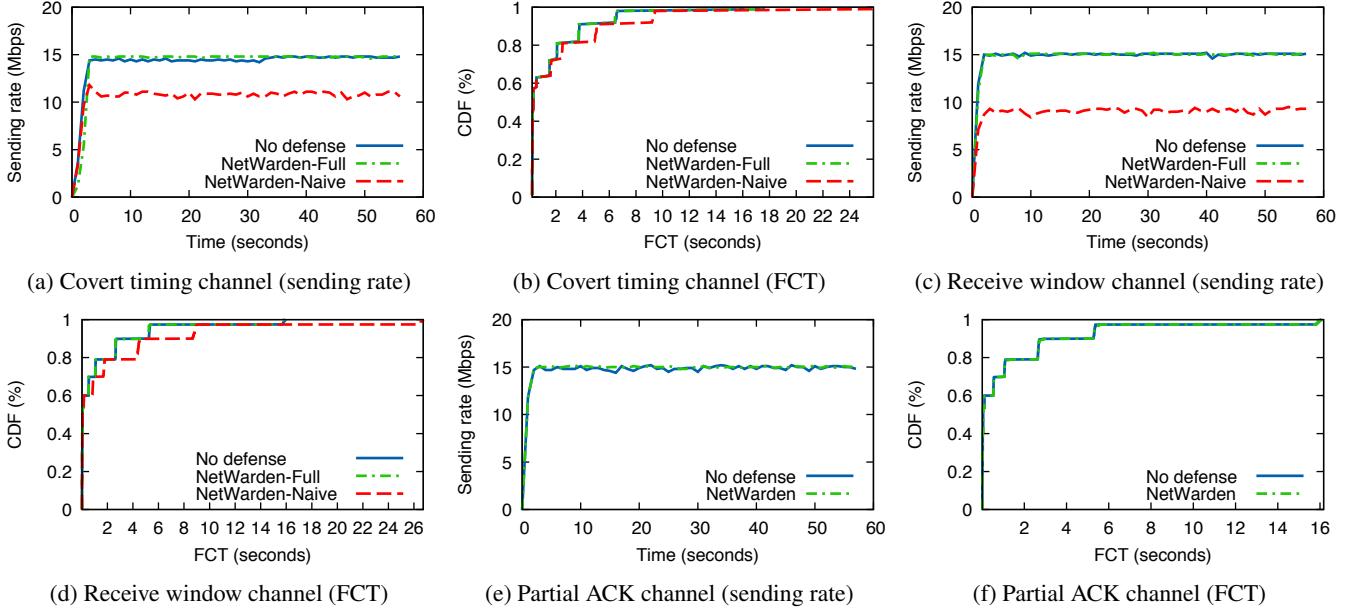 20
15
10
5
0
Sending rate (Mbps)
No defense
NetWarden-Full
NetWarden-Naive
0 10 20 30 40 50 60
Time (seconds)
(a) Covert timing channel (sending rate)
1
0.8
0.6
0.4
0.2
0
CDF (%)
No defense
NetWarden-Full
NetWarden-Naive
2 4 6 8 10 12 14 16 18 20 22 24
FCT (seconds)
(b) Covert timing channel (FCT)
20
15
10
5
0
Sending rate (Mbps)
No defense
NetWarden-Full
NetWarden-Naive
0 10 20 30 40 50 60
Time (seconds)
(c) Receive window channel (sending rate)
1
0.8
0.6
0.4
0.2
0
CDF (%)
No defense
NetWarden-Full
NetWarden-Naive
2 4 6 8 10 12 14 16 18 20 22 24 26
FCT (seconds)
(d) Receive window channel (FCT)
20
15
10
5
0
Sending rate (Mbps)
No defense
NetWarden
0 10 20 30 40 50 60
Time (seconds)
(e) Partial ACK channel (sending rate)
1
0.8
0.6
0.4
0.2
0
CDF (%)
No defense
NetWarden
2 4 6 8 10 12 14 16
FCT (seconds)
(f) Partial ACK channel (FCT)